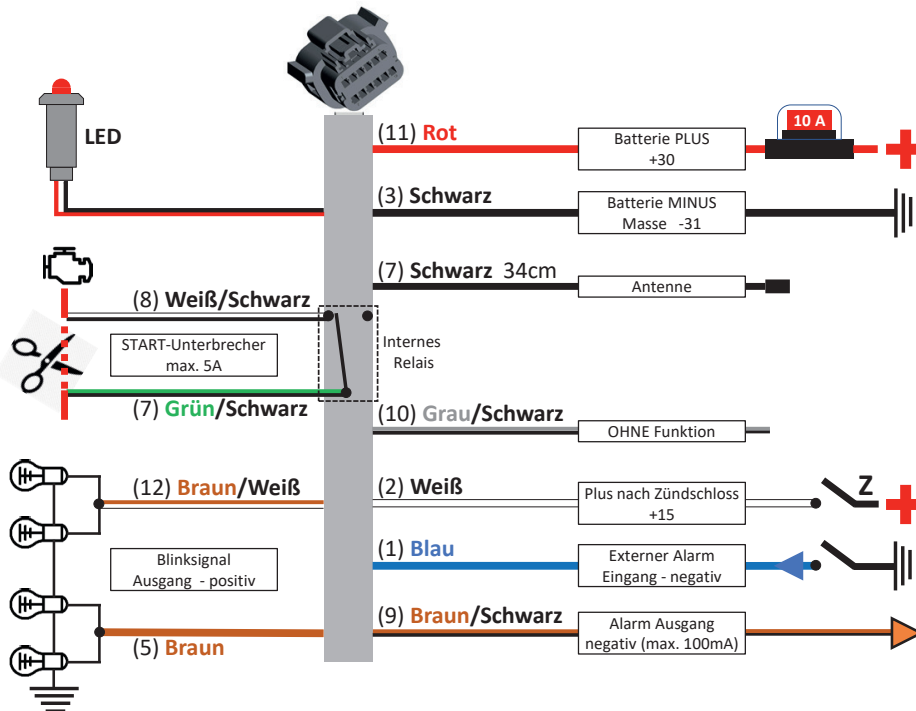 LED
(11) Rot
Batterie PLUS
+30
10 A
(3) Schwarz
Batterie MINUS
Masse -31
(7) Schwarz 34cm
Antenne
(8) Weiß/Schwarz
START-Unterbrecher
max. 5A
(7) Grün/Schwarz
Internes
Relais
(10) Grau/Schwarz
OHNE Funktion
(12) Braun/Weiß
(2) Weiß
Plus nach Zündschloss
+15
Z
Blinksignal
Ausgang - positiv
(1) Blau
Externer Alarm
Eingang - negativ
(5) Braun
(9) Braun/Schwarz
Alarm Ausgang
negativ (max. 100mA)